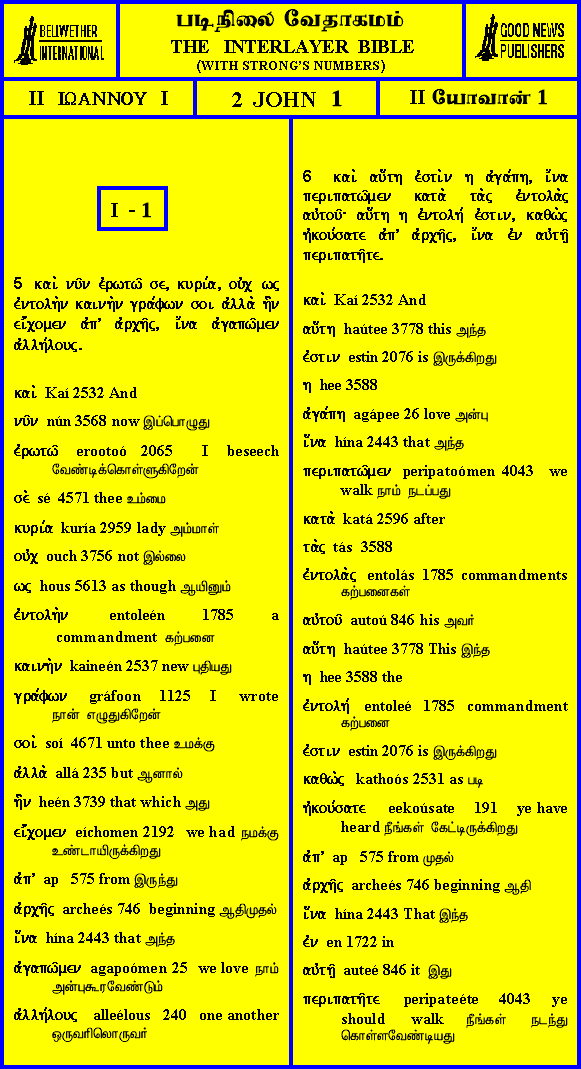 BELLWETHER
INTERNATIONAL
படிநிலை வேதாகமம்
THE INTERLAYER BIBLE
(WITH STRONG'S NUMBERS)
GOOD NEWS
PUBLISHERS
II ΙΩΑΝΝΟΥ I
2 JOHN 1
II யோவான் 1
I - 1
5 καὶ νῦν ἐρωτῶ σε, κυρία, οὐχ ως
ἐντολὴν καινὴν γράφων σοι ἀλλὰ ἣν
εἴχομεν ἀπ' ἀρχῆς, ἵνα ἀγαπῶμεν
ἀλλήλους.
καὶ Kaí 2532 And
νῦν nún 3568 now இப்பொழுது
ἐρωτῶ erootoó 2065 I beseech
வேண்டிக்கொள்ளுகிறேன்
σὲ sé 4571 thee உம்மை
κυρία kuría 2959 lady அம்மாள்
οὐχ ouch 3756 not இல்லை
ως hous 5613 as though ஆயினும்
ἐντολὴν entoleén 1785 a
commandment கற்பனை
καινὴν kaineén 2537 new புதியது
γράφων gráfoon 1125 I wrote
நான் எழுதுகிறேன்
σοὶ soí 4671 unto thee உமக்கு
ἀλλὰ allá 235 but ஆனால்
ἣν heén 3739 that which அது
εἴχομεν eíchomen 2192 we had நமக்கு
உண்டாயிருக்கிறது
ἀπ' ap 575 from இருந்து
ἀρχῆς archeés 746 beginning ஆதிமுதல்
ἵνα hína 2443 that அந்த
ἀγαπῶμεν agapoómen 25 we love நாம்
அன்புகூரவேண்டும்
ἀλλήλους alleélous 240 one another
ஒருவரிலொருவர்
6 καὶ αὕτη ἐστὶν η ἀγάπη, ἵνα
περιπατῶμεν κατὰ τὰς ἐντολὰς
αὐτοῦ· αὕτη η ἐντολή ἐστιν, καθὼς
ἠκούσατε ἀπ' ἀρχῆς, ἵνα ἐν αὐτῇ
περιπατῆτε.
καὶ Kaí 2532 And
αὕτη haútee 3778 this அந்த
ἐστιν estin 2076 is இருக்கிறது
η hee 3588
ἀγάπη agápee 26 love அன்பு
ἵνα hína 2443 that அந்த
περιπατῶμεν peripatoómen 4043 we
walk நாம் நடப்பது
κατὰ katá 2596 after
τὰς tás 3588
ἐντολὰς entolás 1785 commandments
கற்பனைகள்
αὐτοῦ autoú 846 his அவர்
αὕτη haútee 3778 This இந்த
η hee 3588 the
ἐντολή entoleé 1785 commandment
கற்பனை
ἐστιν estin 2076 is இருக்கிறது
καθὼς kathoós 2531 as படி
ἠκούσατε eekoúsate 191 ye have
heard நீங்கள் கேட்டிருக்கிறது
ἀπ' ap 575 from முதல்
ἀρχῆς archeés 746 beginning ஆதி
ἵνα hína 2443 That இந்த
ἐν en 1722 in
αὐτῇ auteé 846 it இது
περιπατῆτε peripateéte 4043 ye
should walk நீங்கள் நடந்து
கொள்ளவேண்டியது